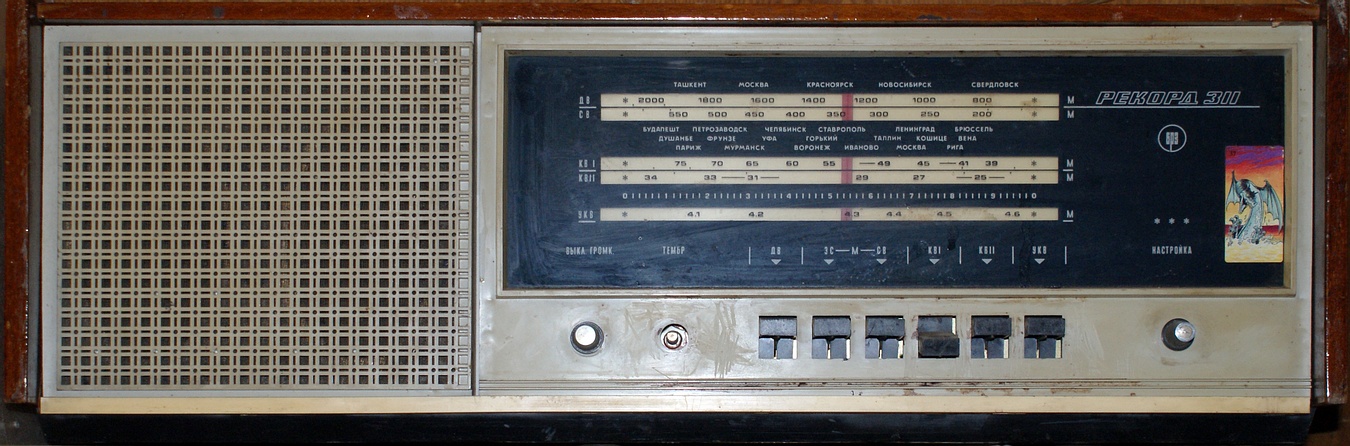 ТАШКЕНТ МОСКВА КРАСНОЯРСК НОВОСИБИРСК СВЕРДЛОВСК
ДВ * 2000 1800 1600 1400 1200 1000 800 * М
СВ 550 500 450 400 350 300 250 200 М
РЕКОРД 311
БУДАПЕШТ ПЕТРОЗАВОДСК ЧЕЛЯБИНСК СТАВРОПОЛЬ ЛЕНИНГРАД БРЮССЕЛЬ
ДУШАНБЕ ФРУНЗЕ УФА ГОРЬКИЙ ТАЛЛИН КОШИЦЕ ВЕНА
ПАРИЖ МУРМАНСК ВОРОНЕЖ ИВАНОВО МОСКВА РИГА
КВ I * 75 70 65 60 55 49 45 41 39 * М
КВ II 34 33 31 29 27 25 М
0 1 2 3 4 5 6 7 8 9 0
УКВ * 4.1 4.2 4.3 4.4 4.5 4.6 * М
* * *
ВЫКЛ. ГРОМК. ТЕМБР ДВ ЗС — М — СВ КВ I КВ II УКВ НАСТРОЙКА